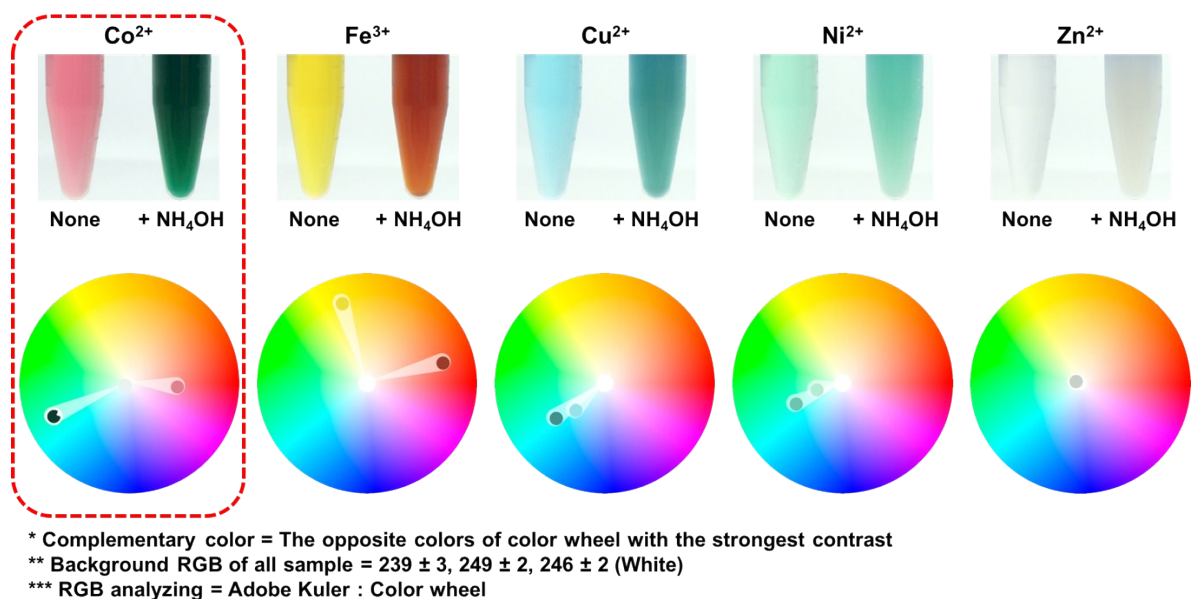 Co²⁺ Fe³⁺ Cu²⁺ Ni²⁺ Zn²⁺
None + NH₄OH None + NH₄OH None + NH₄OH None + NH₄OH None + NH₄OH
* Complementary color = The opposite colors of color wheel with the strongest contrast
** Background RGB of all sample = 239 ± 3, 249 ± 2, 246 ± 2 (White)
*** RGB analyzing = Adobe Kuler : Color wheel